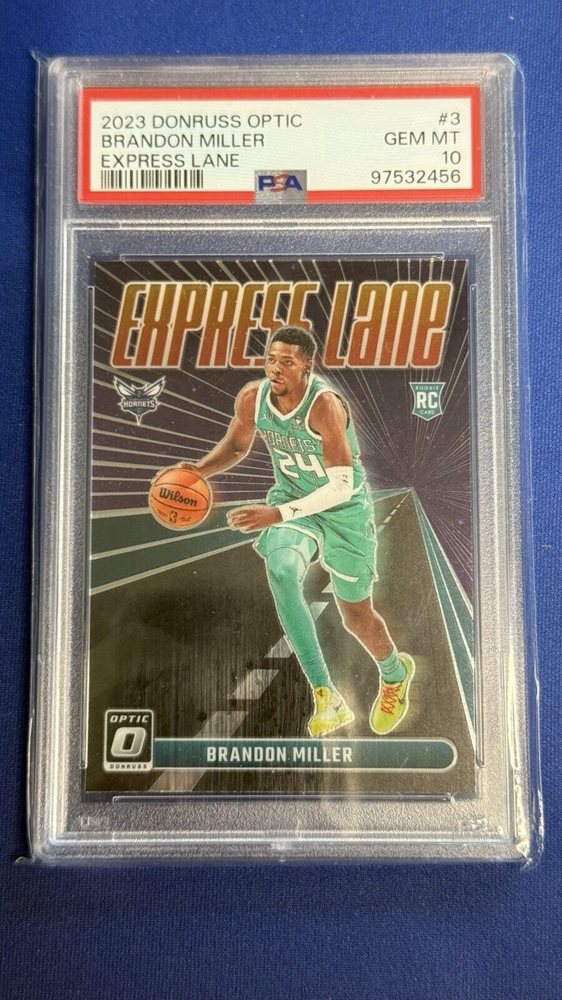 2023 DONRUSS OPTIC #3
BRANDON MILLER GEM MT
EXPRESS LANE 10
PSA 97532456
EXPRESS LANE
HORNETS
ROOKIE
RC
CARD
HORNETS
24
Wilson
OPTIC
DONRUSS
BRANDON MILLER